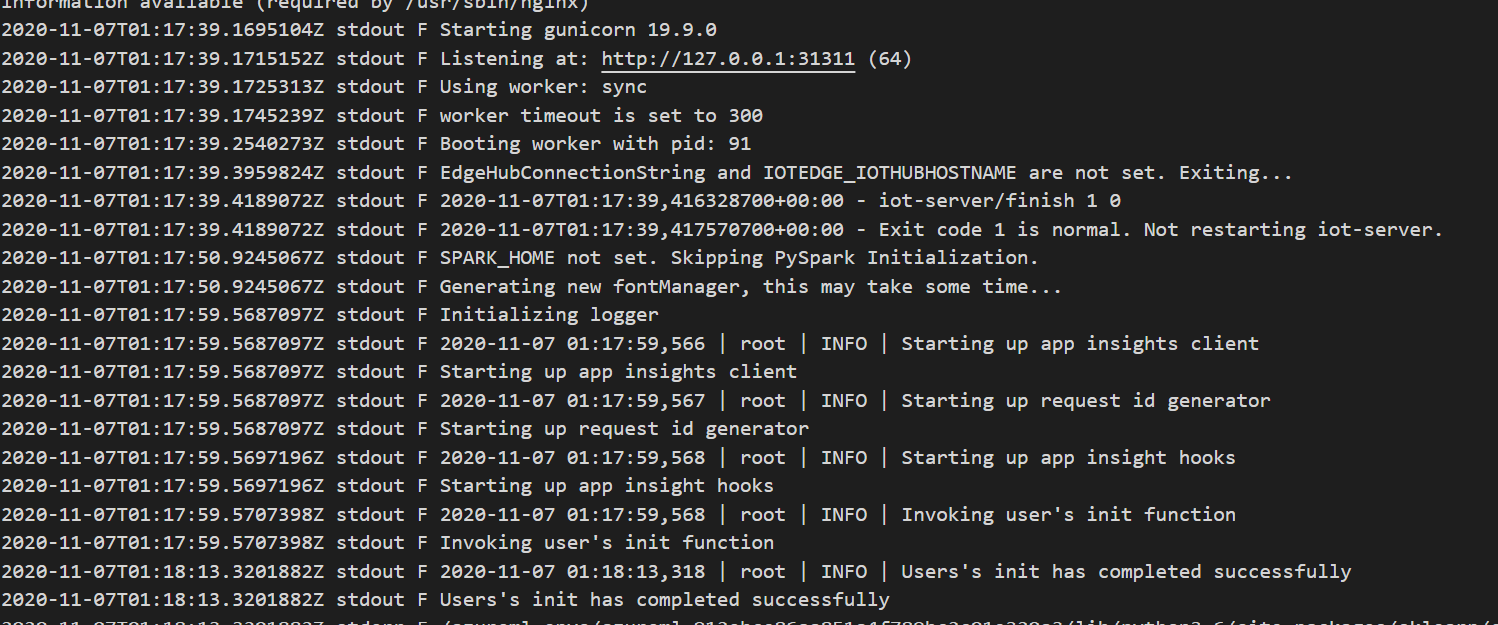 information available (required by /usr/sbin/nginx)
2020-11-07T01:17:39.1695104Z stdout F Starting gunicorn 19.9.0
2020-11-07T01:17:39.1715152Z stdout F Listening at: http://127.0.0.1:31311 (64)
2020-11-07T01:17:39.1725313Z stdout F Using worker: sync
2020-11-07T01:17:39.1745239Z stdout F worker timeout is set to 300
2020-11-07T01:17:39.2540273Z stdout F Booting worker with pid: 91
2020-11-07T01:17:39.3959824Z stdout F EdgeHubConnectionString and IOTEDGE_IOTHUBHOSTNAME are not set. Exiting...
2020-11-07T01:17:39.4189072Z stdout F 2020-11-07T01:17:39,416328700+00:00 - iot-server/finish 1 0
2020-11-07T01:17:39.4189072Z stdout F 2020-11-07T01:17:39,417570700+00:00 - Exit code 1 is normal. Not restarting iot-server.
2020-11-07T01:17:50.9245067Z stdout F SPARK_HOME not set. Skipping PySpark Initialization.
2020-11-07T01:17:50.9245067Z stdout F Generating new fontManager, this may take some time...
2020-11-07T01:17:59.5687097Z stdout F Initializing logger
2020-11-07T01:17:59.5687097Z stdout F 2020-11-07 01:17:59,566 | root | INFO | Starting up app insights client
2020-11-07T01:17:59.5687097Z stdout F Starting up app insights client
2020-11-07T01:17:59.5687097Z stdout F 2020-11-07 01:17:59,567 | root | INFO | Starting up request id generator
2020-11-07T01:17:59.5687097Z stdout F Starting up request id generator
2020-11-07T01:17:59.5697196Z stdout F 2020-11-07 01:17:59,568 | root | INFO | Starting up app insight hooks
2020-11-07T01:17:59.5697196Z stdout F Starting up app insight hooks
2020-11-07T01:17:59.5707398Z stdout F 2020-11-07 01:17:59,568 | root | INFO | Invoking user's init function
2020-11-07T01:17:59.5707398Z stdout F Invoking user's init function
2020-11-07T01:18:13.3201882Z stdout F 2020-11-07 01:18:13,318 | root | INFO | Users's init has completed successfully
2020-11-07T01:18:13.3201882Z stdout F Users's init has completed successfully